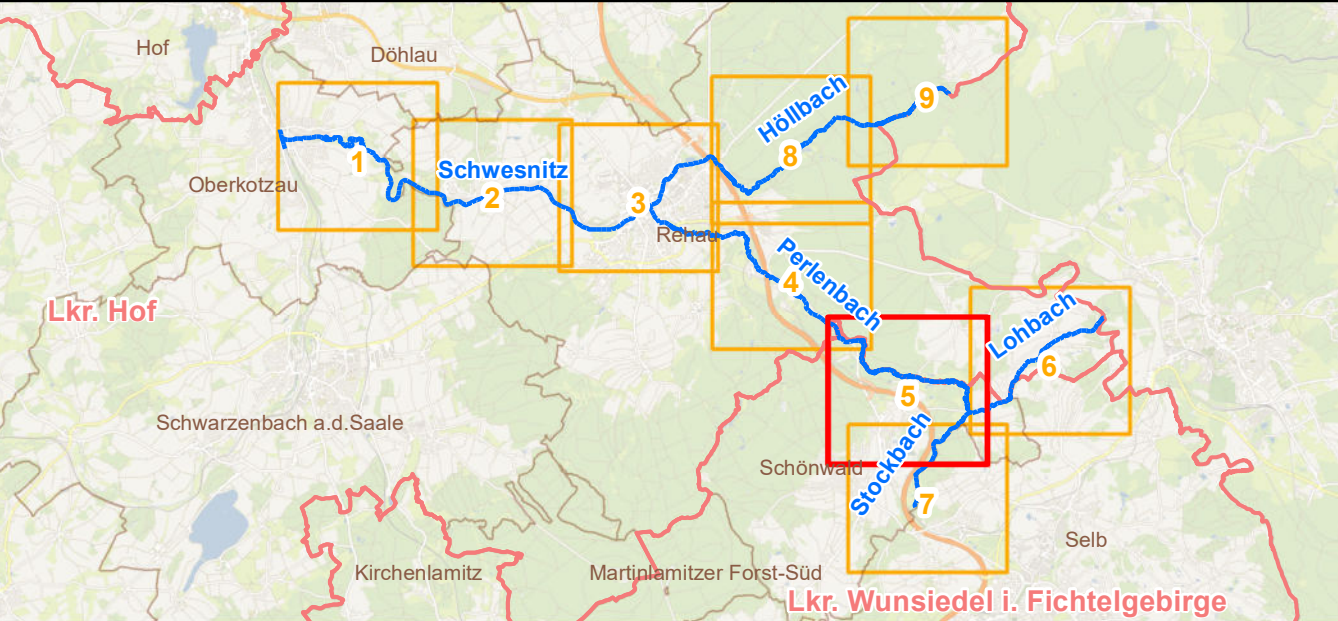 Hof
Döhlau
Höllbach
9
8
1
Schwesnitz
2
Oberkotzau
3
Rehau
Perlenbach
4
Lkr. Hof
Lohbach
6
5
Schwarzenbach a.d.Saale
Schönwald
Stockbach
7
Selb
Kirchenlamitz
Martinlamitzer Forst-Süd
Lkr. Wunsiedel i. Fichtelgebirge